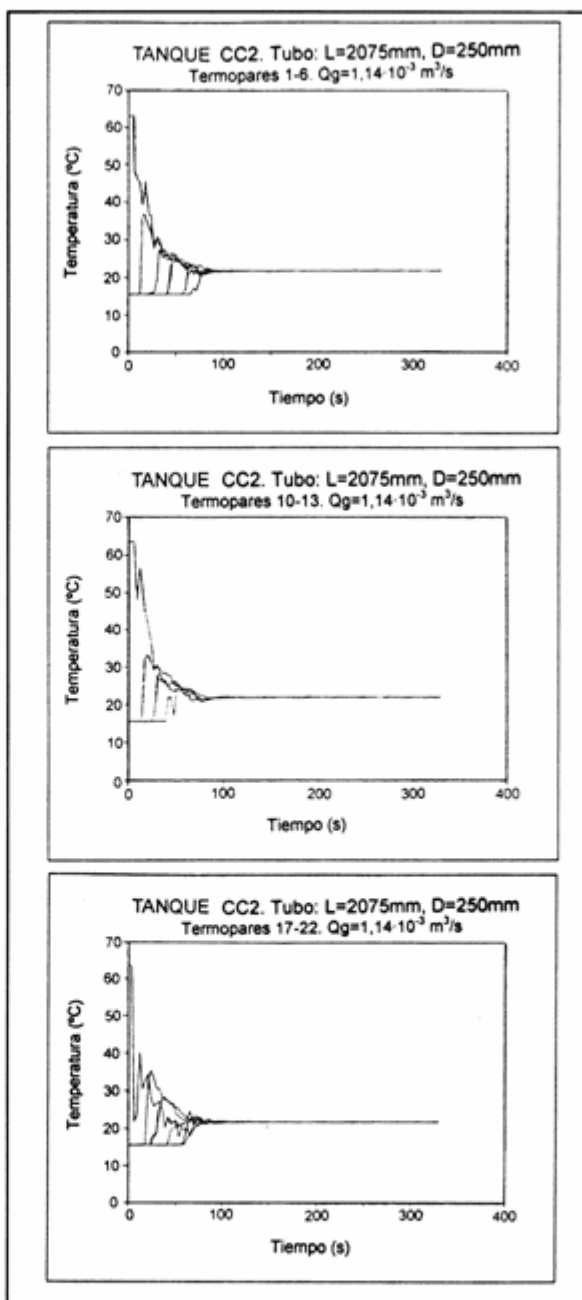 TANQUE CC2. Tubo: L=2075mm, D=250mm
Termopares 1-6. Qg=1,14·10⁻³ m³/s
70
60
50
40
30
20
10
0
Temperatura (ºC)
0 100 200 300 400
Tiempo (s)
TANQUE CC2. Tubo: L=2075mm, D=250mm
Termopares 10-13. Qg=1,14·10⁻³ m³/s
70
60
50
40
30
20
10
0
Temperatura (ºC)
0 100 200 300 400
Tiempo (s)
TANQUE CC2. Tubo: L=2075mm, D=250mm
Termopares 17-22. Qg=1,14·10⁻³ m³/s
70
60
50
40
30
20
10
0
Temperatura (ºC)
0 100 200 300 400
Tiempo (s)